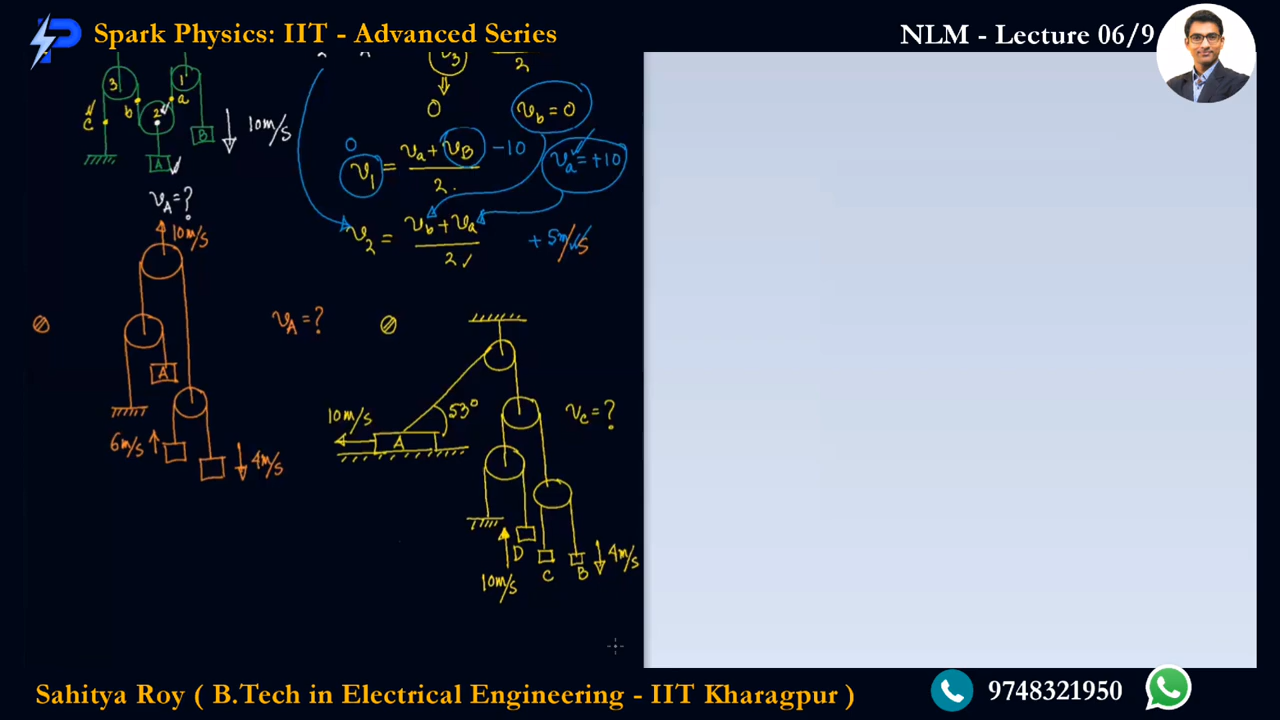 Spark Physics: IIT - Advanced Series
NLM - Lecture 06/9
3
1
b
a
2
C
B
A
10m/s
v_A = ?
v_3
2
0
v_b = 0
0
v_1 = (v_a + v_B)/2 - 10
v_a = +10
v_2 = (v_b + v_a)/2
+5m/s
10m/s
A
v_A = ?
6m/s
4m/s
10m/s
A
53°
v_C = ?
D
C
B
10m/s
4m/s
Sahitya Roy ( B.Tech in Electrical Engineering - IIT Kharagpur )
9748321950